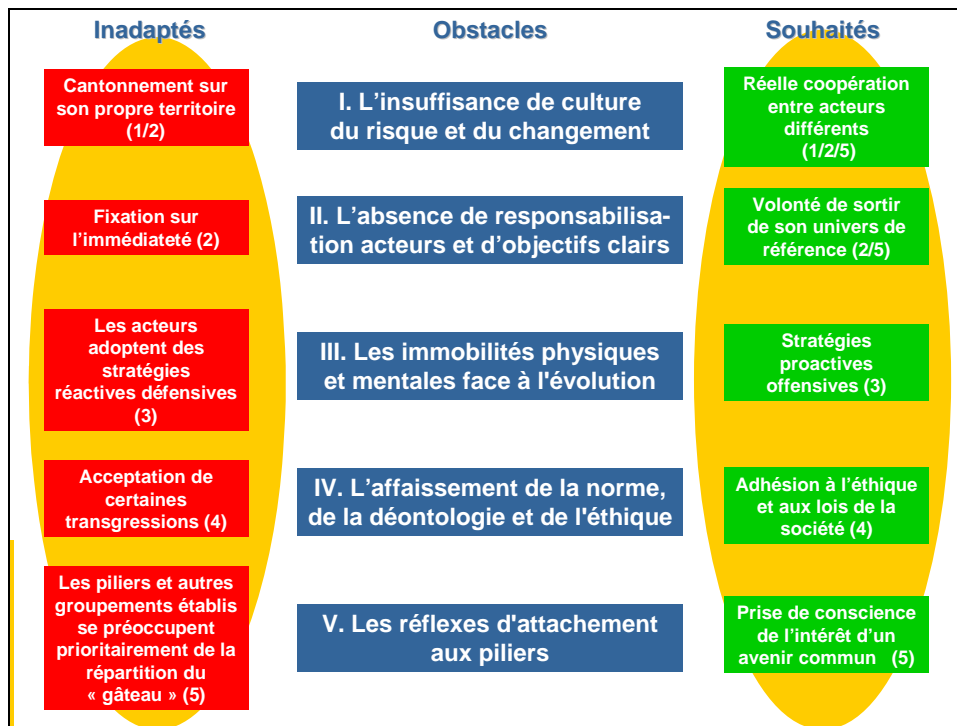 Inadaptés
Obstacles
Souhaités
Cantonnement sur
son propre territoire
(1/2)
I. L'insuffisance de culture
du risque et du changement
Réelle coopération
entre acteurs
différents
(1/2/5)
Fixation sur
l'immédiateté (2)
II. L'absence de responsabilisa-
tion acteurs et d'objectifs clairs
Volonté de sortir
de son univers de
référence (2/5)
Les acteurs
adoptent des
stratégies
réactives défensives
(3)
III. Les immobilités physiques
et mentales face à l'évolution
Stratégies
proactives
offensives (3)
Acceptation de
certaines
transgressions (4)
IV. L'affaissement de la norme,
de la déontologie et de l'éthique
Adhésion à l'éthique
et aux lois de la
société (4)
Les piliers et autres
groupements établis
se préoccupent
prioritairement de la
répartition du
« gâteau » (5)
V. Les réflexes d'attachement
aux piliers
Prise de conscience
de l'intérêt d'un
avenir commun (5)